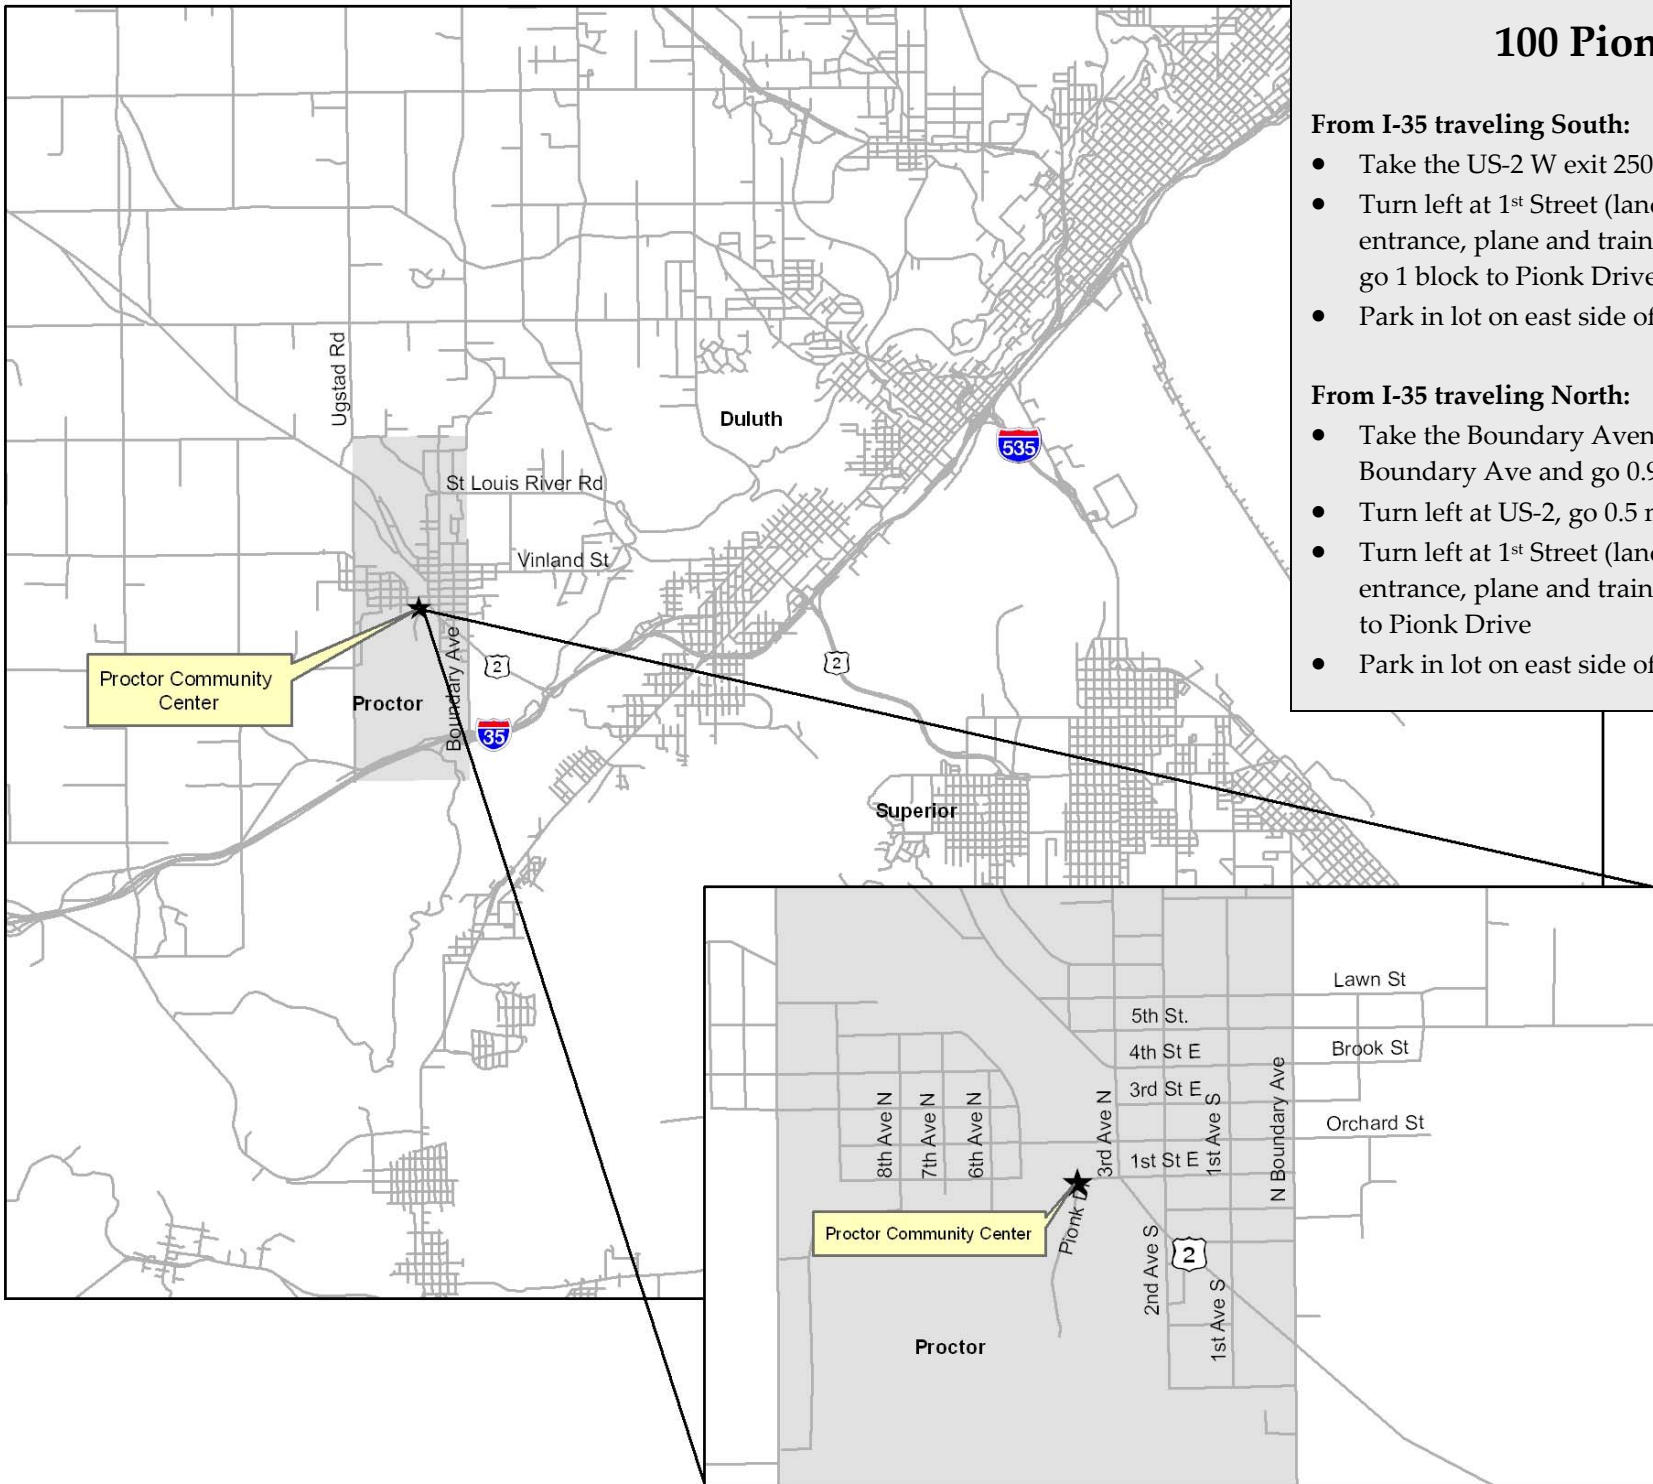 100 Pion
From I-35 traveling South:
• Take the US-2 W exit 250
• Turn left at 1st Street (land
entrance, plane and train
go 1 block to Pionk Drive
• Park in lot on east side of
From I-35 traveling North:
• Take the Boundary Aven
Boundary Ave and go 0.9
• Turn left at US-2, go 0.5 
• Turn left at 1st Street (land
entrance, plane and train
to Pionk Drive
• Park in lot on east side of
Ugstad Rd
Duluth
535
St Louis River Rd
Vinland St
Proctor Community
Center
Boundary Ave
2
2
Proctor
35
Superior
Lawn St
5th St.
4th St E
Brook St
3rd St E
8th Ave N
7th Ave N
6th Ave N
3rd Ave N
1st Ave S
N Boundary Ave
Orchard St
1st St E
Proctor Community Center
Pionk Dr
2nd Ave S
2
1st Ave S
Proctor